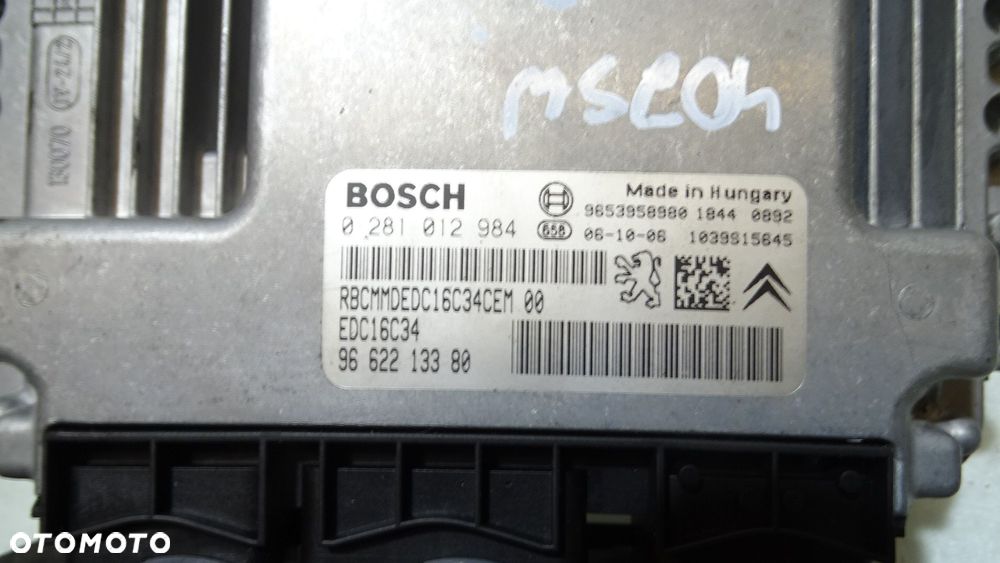 BOSCH
0 281 012 984
658
Made in Hungary
9653958980 1844 0892
06-10-06 1039S15645
RBCMMDEDC16C34CEM 00
EDC16C34
96 622 133 80
OTOMOTO